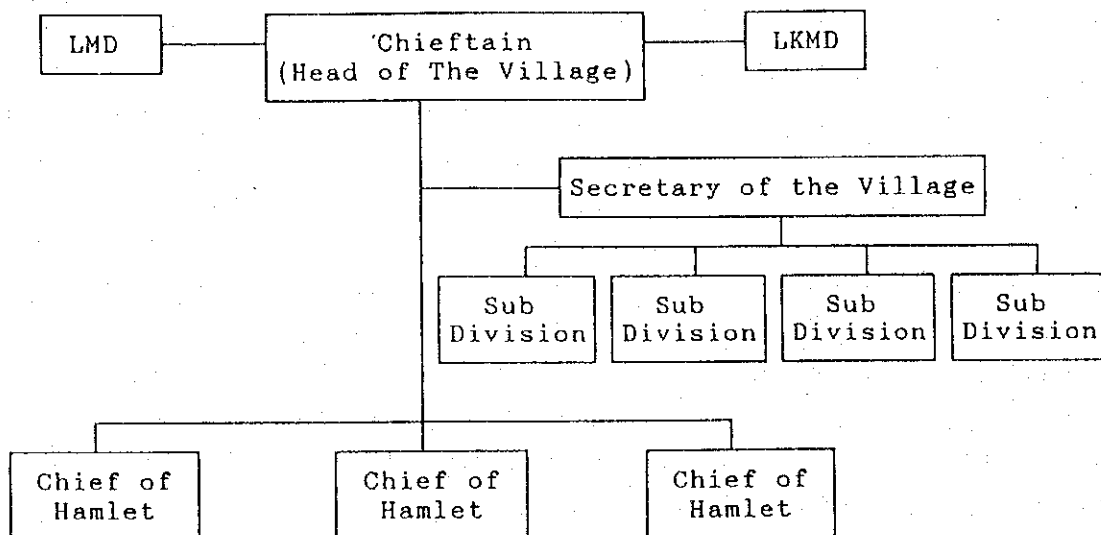 LMD
Chieftain
(Head of The Village)
LKMD
Secretary of the Village
Sub
Division
Sub
Division
Sub
Division
Sub
Division
Chief of
Hamlet
Chief of
Hamlet
Chief of
Hamlet